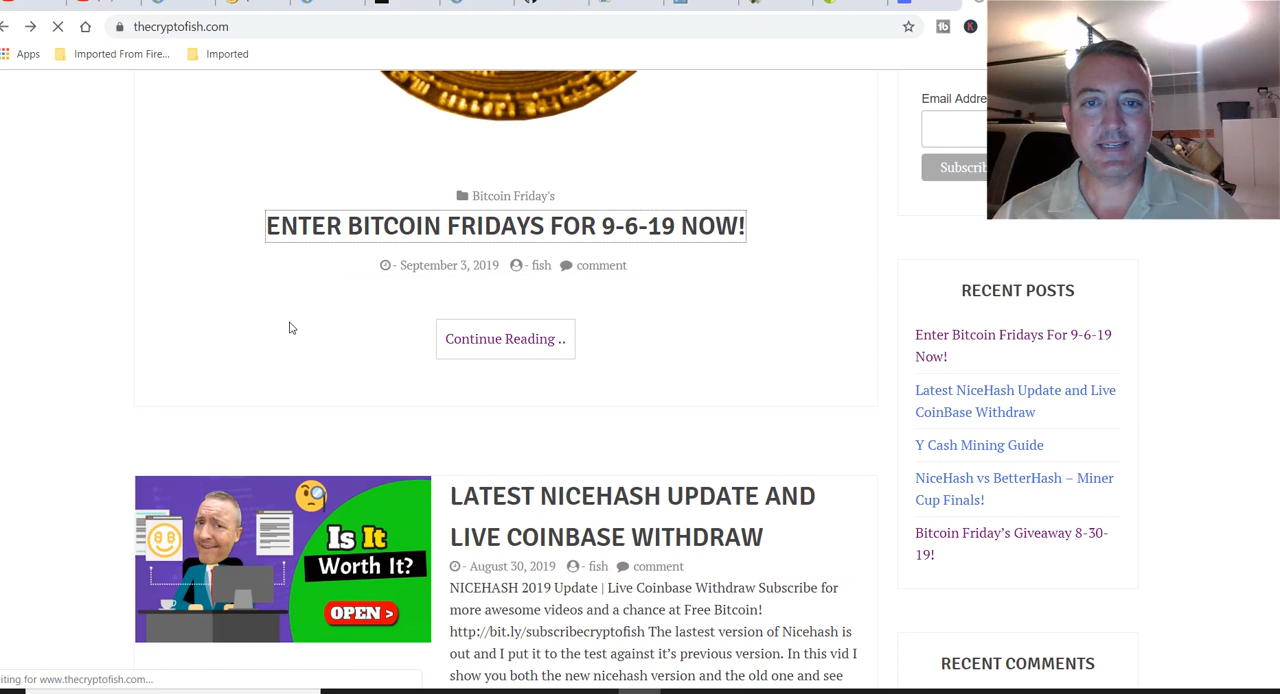 thecryptofish.com
Apps
Imported From Fire...
Imported
Email Addre
Subscrib
Bitcoin Friday's
ENTER BITCOIN FRIDAYS FOR 9-6-19 NOW!
- September 3, 2019 - fish comment
Continue Reading ..
RECENT POSTS
Enter Bitcoin Fridays For 9-6-19
Now!
Latest NiceHash Update and Live
CoinBase Withdraw
Y Cash Mining Guide
NiceHash vs BetterHash – Miner
Cup Finals!
Bitcoin Friday's Giveaway 8-30-
19!
RECENT COMMENTS
Is It
Worth It?
OPEN >
LATEST NICEHASH UPDATE AND
LIVE COINBASE WITHDRAW
- August 30, 2019 - fish comment
NICEHASH 2019 Update | Live Coinbase Withdraw Subscribe for
more awesome videos and a chance at Free Bitcoin!
http://bit.ly/subscribecryptofish The lastest version of Nicehash is
out and I put it to the test against it's previous version. In this vid I
show you both the new nicehash version and the old one and see
iting for www.thecryptofish.com...